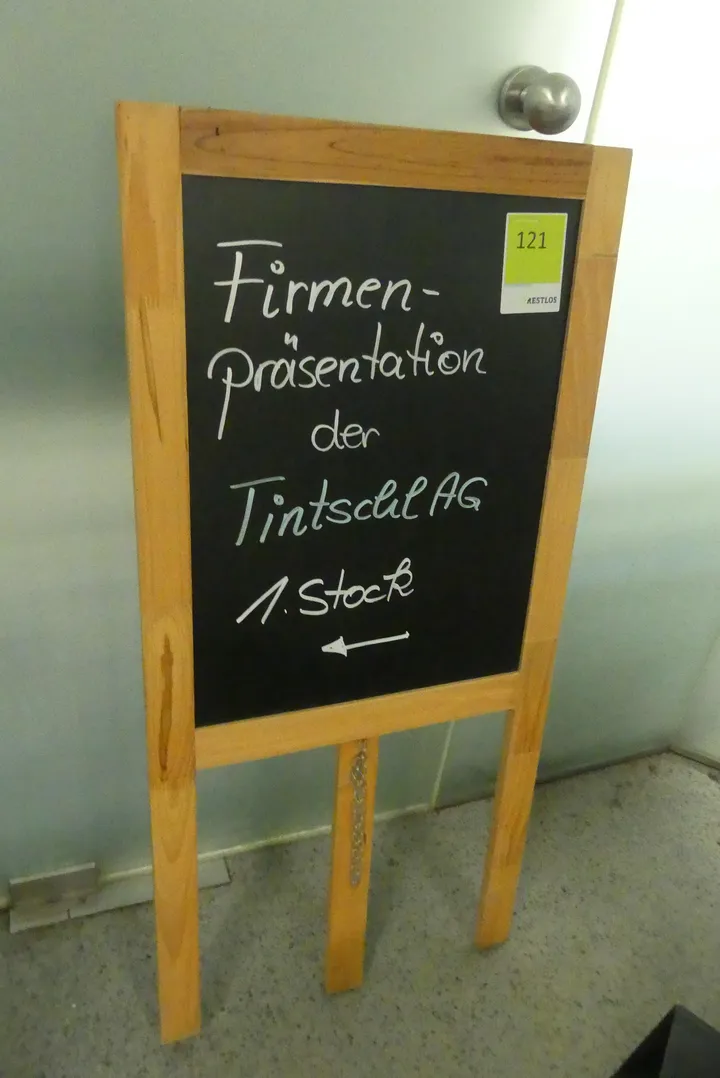 121
RESTLOS
Firmen-
präsentation
der
Tintschl AG
1. Stock